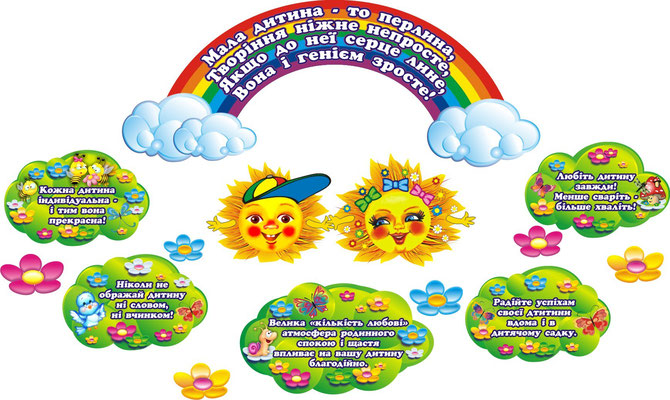 Мала дитина - то перлина,
Творіння ніжне непросте,
Якщо до неї серце лине,
Вона і генієм зросте!
Кожна дитина
індивідуальна -
і тим вона
прекрасна!
Любіть дитину
завжди!
Менше сваріть -
більше хваліть!
Ніколи не
ображай дитину
ні словом,
ні вчинком!
Велика «кількість любові»
атмосфера родинного
спокою і щастя
впливає на вашу дитину
благодійно.
Радійте успіхам
своєї дтитини
вдома і в
дитячому садку.